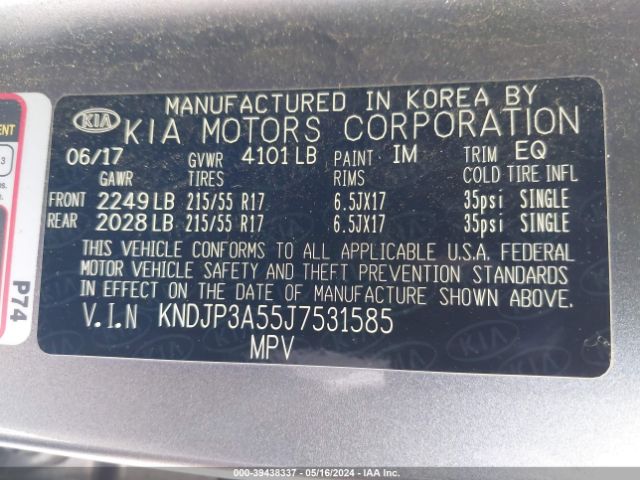 MANUFACTURED IN KOREA BY
KIA KIA MOTORS CORPORATION
06/17 GVWR 4101 LB PAINT IM TRIM EQ
GAWR TIRES RIMS COLD TIRE INFL
FRONT 2249 LB 215/55 R17 6.5JX17 35psi SINGLE
REAR 2028 LB 215/55 R17 6.5JX17 35psi SINGLE
THIS VEHICLE CONFORMS TO ALL APPLICABLE U.S.A. FEDERAL
MOTOR VEHICLE SAFETY AND THEFT PREVENTION STANDARDS
IN EFFECT ON THE DATE OF MANUFACTURE SHOWN ABOVE.
V.I.N KNDJP3A55J7531585
MPV
P74
000-39438337 - 05/16/2024 - IAA, Inc.